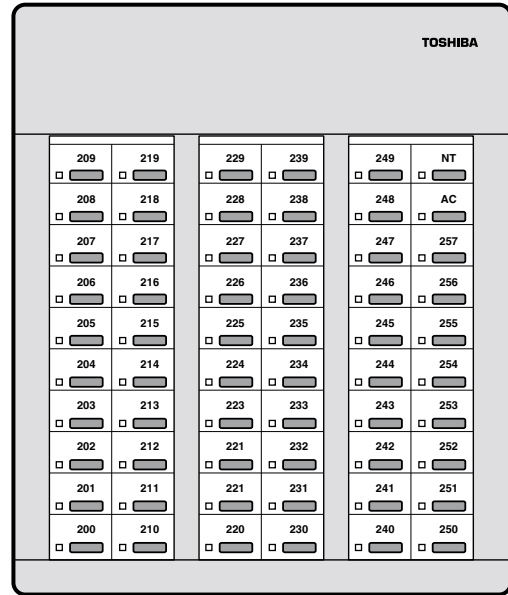 TOSHIBA
209 219 229 239 249 NT
208 218 228 238 248 AC
207 217 227 237 247 257
206 216 226 236 246 256
205 215 225 235 245 255
204 214 224 234 244 254
203 213 223 233 243 253
202 212 221 232 242 252
201 211 221 231 241 251
200 210 220 230 240 250